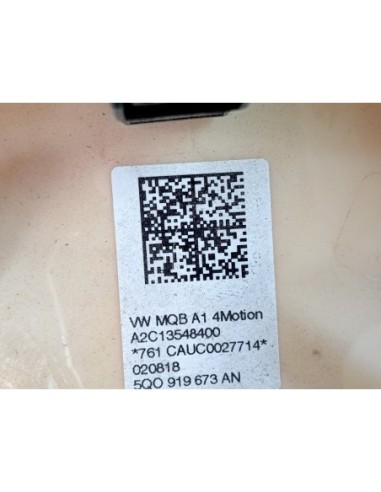 VW MQB A1 4Motion
A2C13548400
*761 CAUC0027714*
020818
5QO 919 673 AN